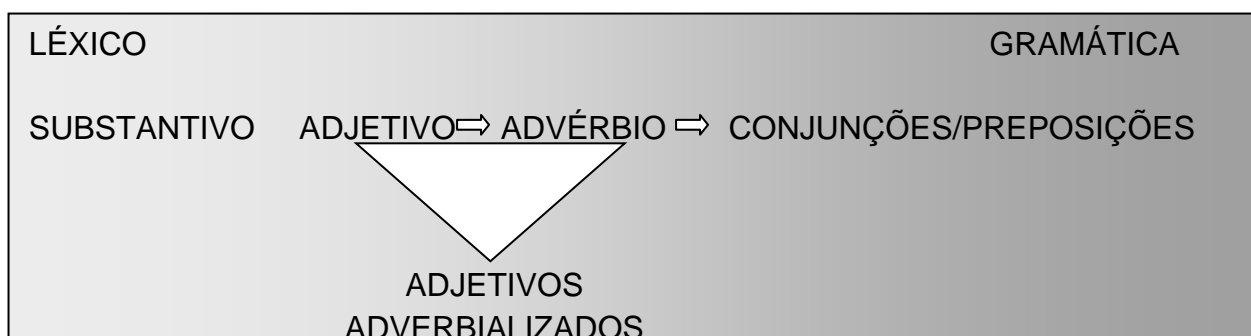 LÉXICO GRAMÁTICA
SUBSTANTIVO ADJETIVO⇨ ADVÉRBIO ⇨ CONJUNÇÕES/PREPOSIÇÕES
ADJETIVOS
ADVERBIALIZADOS